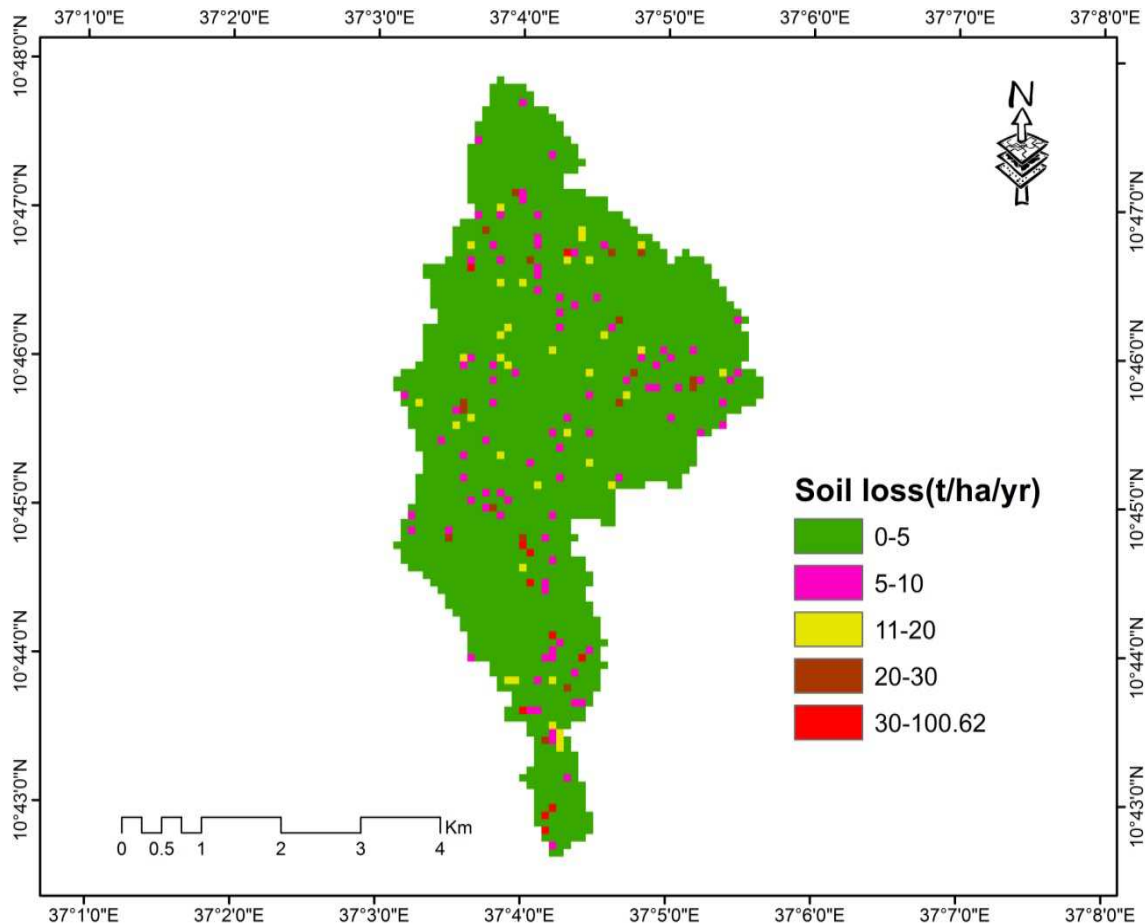 37°1'0"E 37°2'0"E 37°3'0"E 37°4'0"E 37°5'0"E 37°6'0"E 37°7'0"E 37°8'0"E
10°48'0"N
N
10°47'0"N 10°47'0"N
10°46'0"N 10°46'0"N
10°45'0"N 10°45'0"N
Soil loss(t/ha/yr)
0-5
5-10
11-20
20-30
30-100.62
10°44'0"N 10°44'0"N
10°43'0"N 10°43'0"N
Km
0 0.5 1 2 3 4
37°1'0"E 37°2'0"E 37°3'0"E 37°4'0"E 37°5'0"E 37°6'0"E 37°7'0"E 37°8'0"E